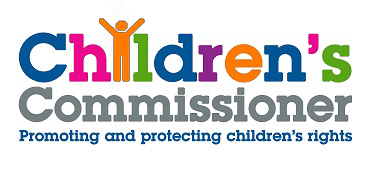 Children's
Commissioner
Promoting and protecting children's rights